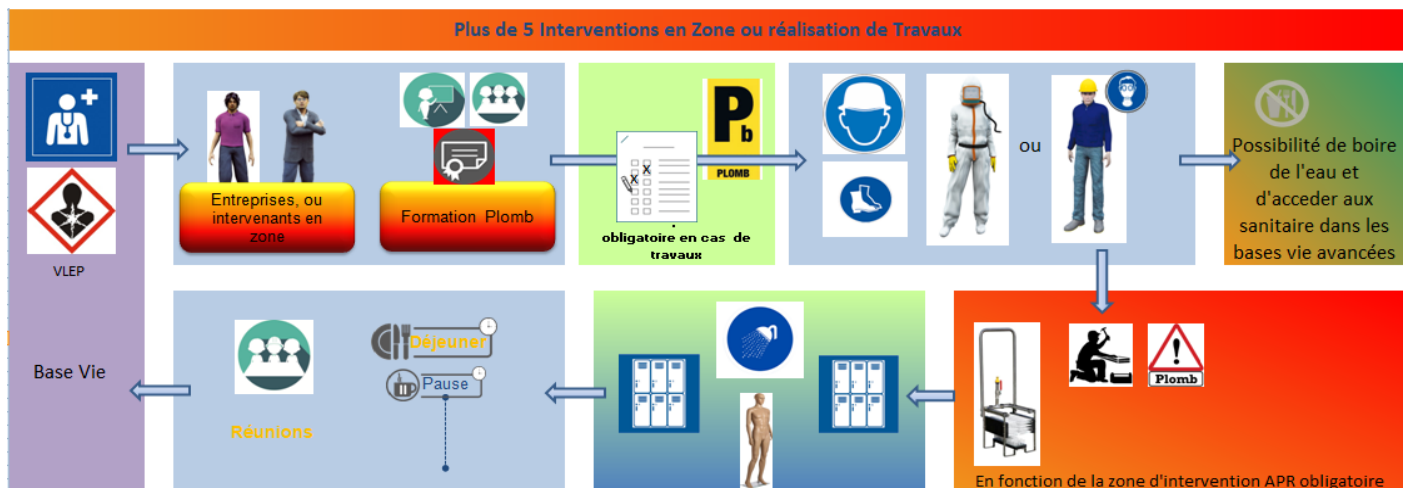 Plus de 5 Interventions en Zone ou réalisation de Travaux
VLEP
Entreprises, ou
intervenants en
zone
Formation Plomb
X
X
Pb
PLOMB
obligatoire en cas de
travaux
ou
Possibilité de boire
de l'eau et
d'acceder aux
sanitaire dans les
bases vie avancées
Base Vie
Réunions
Déjeuner
Pause
Plomb
En fonction de la zone d'intervention APR obligatoire